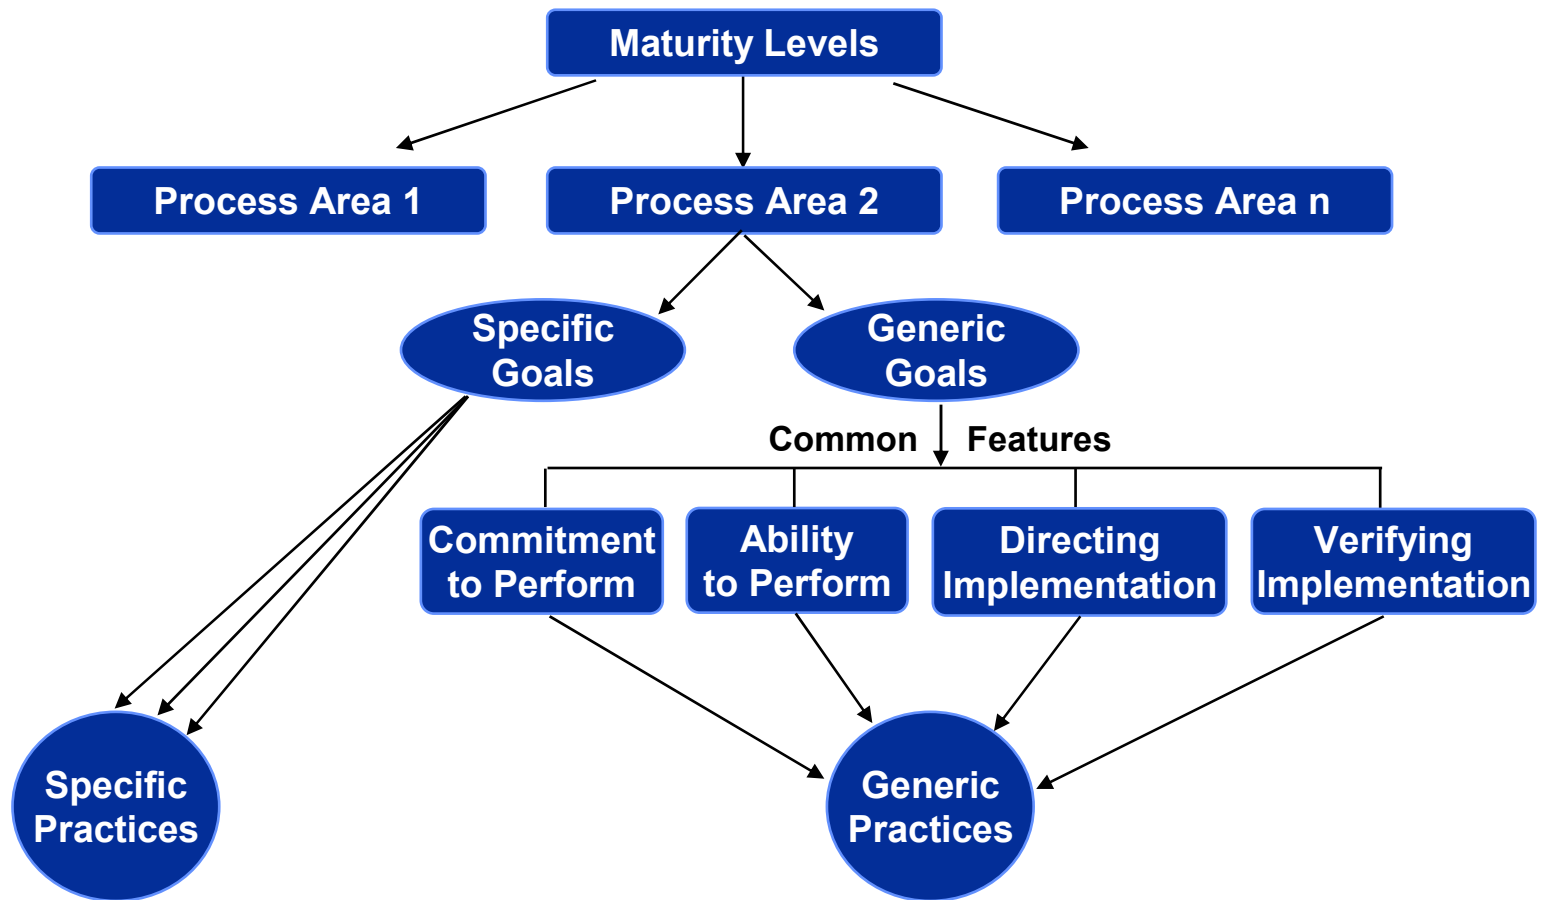 Maturity Levels
Process Area 1
Process Area 2
Process Area n
Specific
Goals
Generic
Goals
Common Features
Commitment
to Perform
Ability
to Perform
Directing
Implementation
Verifying
Implementation
Specific
Practices
Generic
Practices